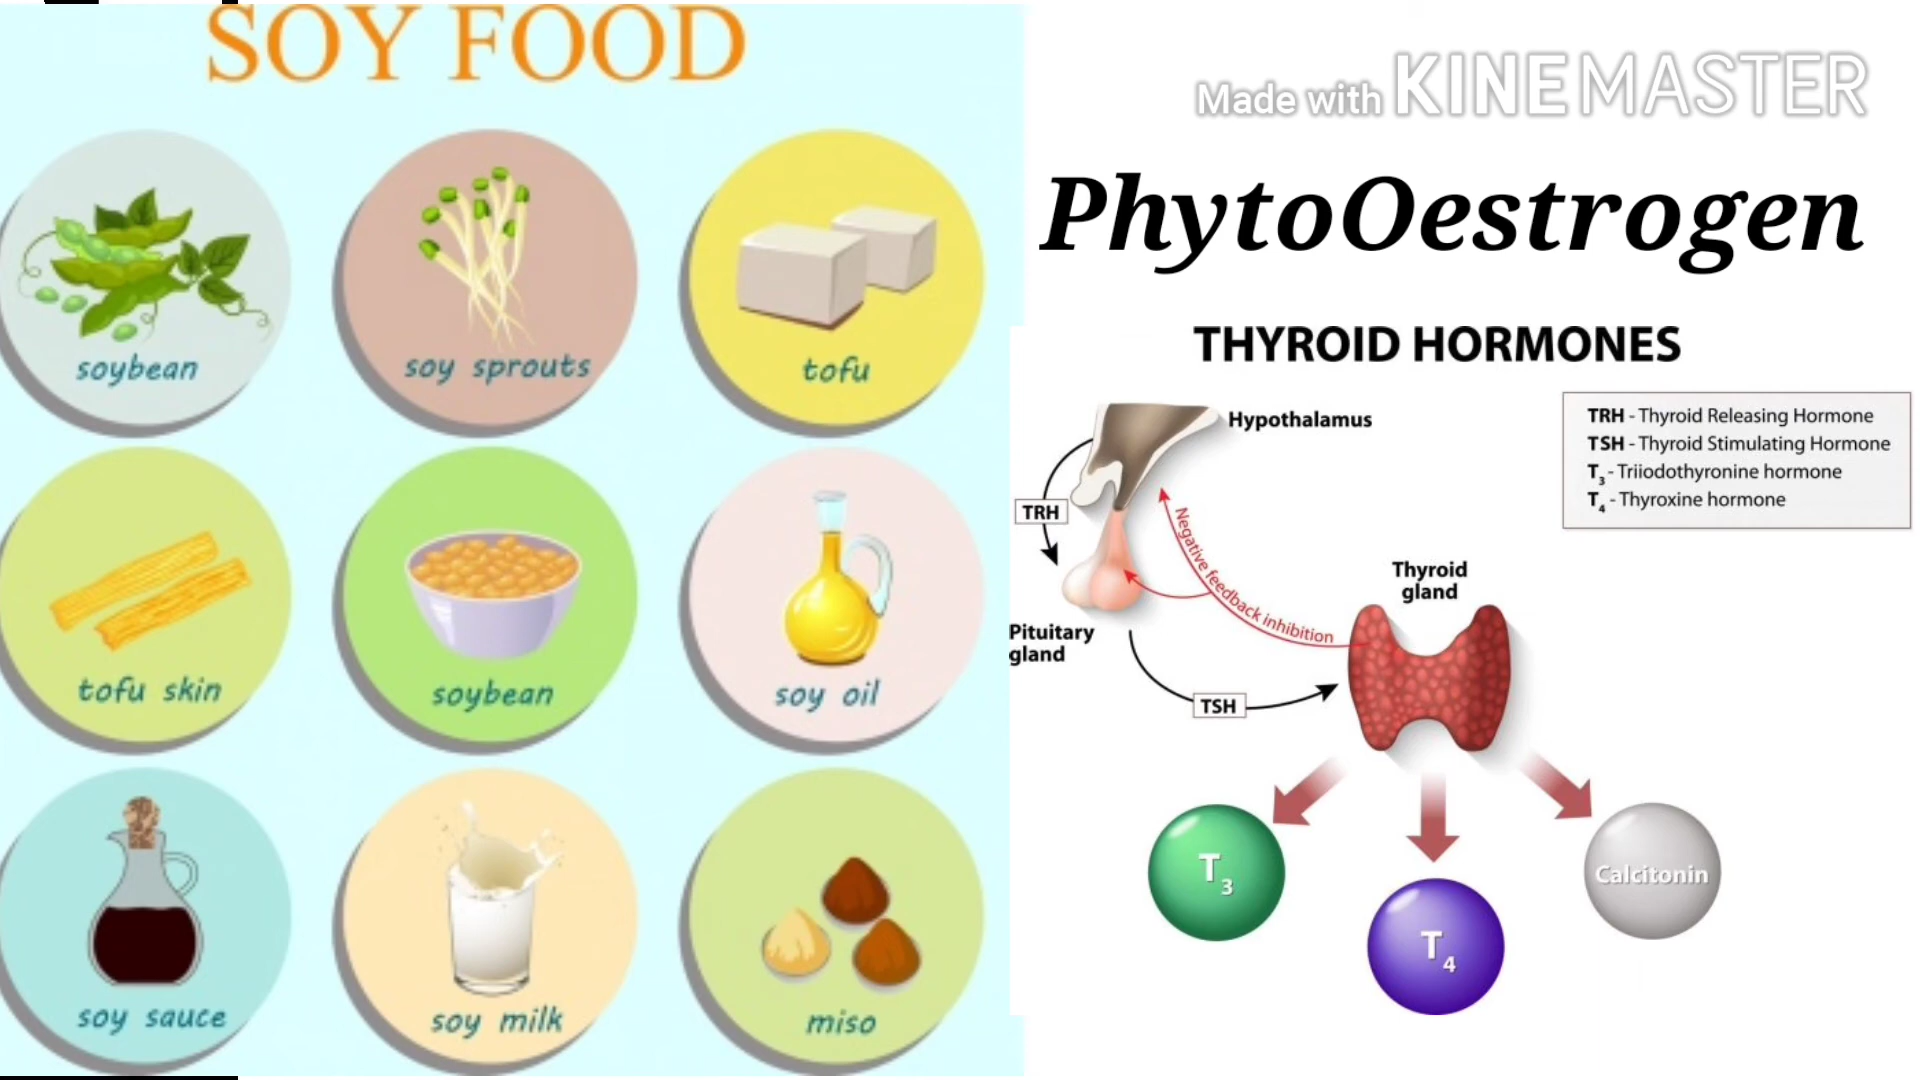 SOY FOOD
soybean
soy sprouts
tofu
tofu skin
soybean
soy oil
soy sauce
soy milk
miso
Made with KINEMASTER
PhytoOestrogen
THYROID HORMONES
Hypothalamus
TRH - Thyroid Releasing Hormone
TSH - Thyroid Stimulating Hormone
T3 - Triiodothyronine hormone
T4 - Thyroxine hormone
TRH
Negative feedback inhibition
Thyroid
gland
Pituitary
gland
TSH
T3
T4
Calcitonin